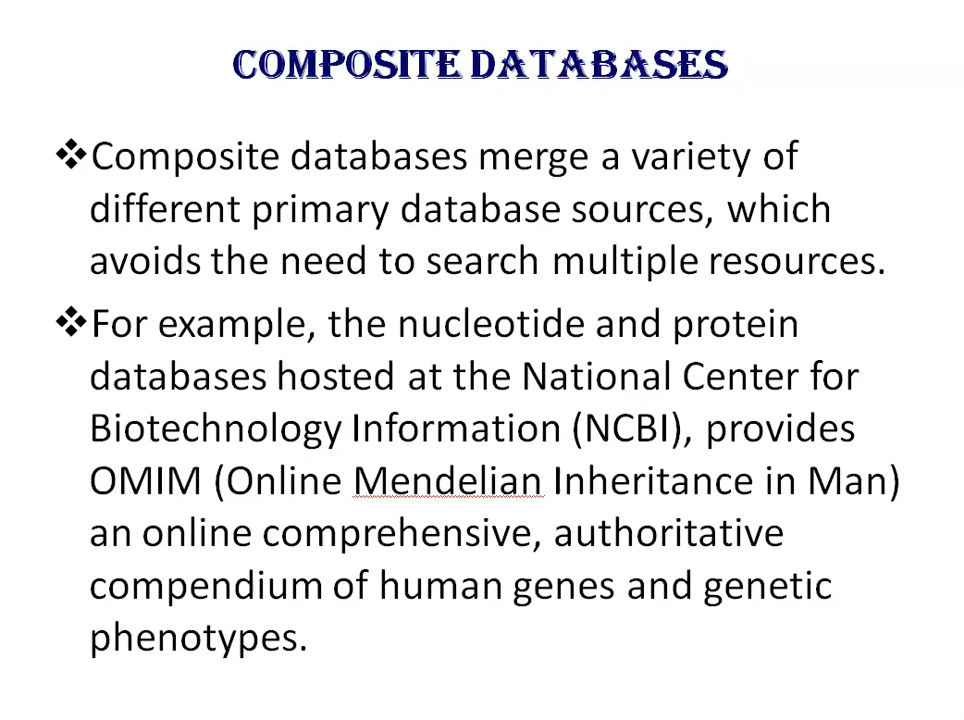 COMPOSITE DATABASES
❖Composite databases merge a variety of
different primary database sources, which
avoids the need to search multiple resources.
❖For example, the nucleotide and protein
databases hosted at the National Center for
Biotechnology Information (NCBI), provides
OMIM (Online Mendelian Inheritance in Man)
an online comprehensive, authoritative
compendium of human genes and genetic
phenotypes.